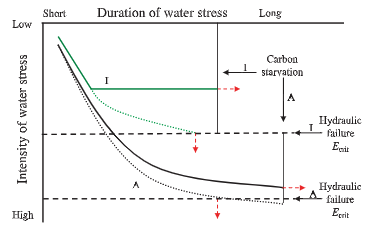 Short Duration of water stress Long
Low
Intensity of water stress
High
I
I
Carbon
starvation
A
I
Hydraulic
failure
Ecrit
A
A
Hydraulic
failure
Ecrit